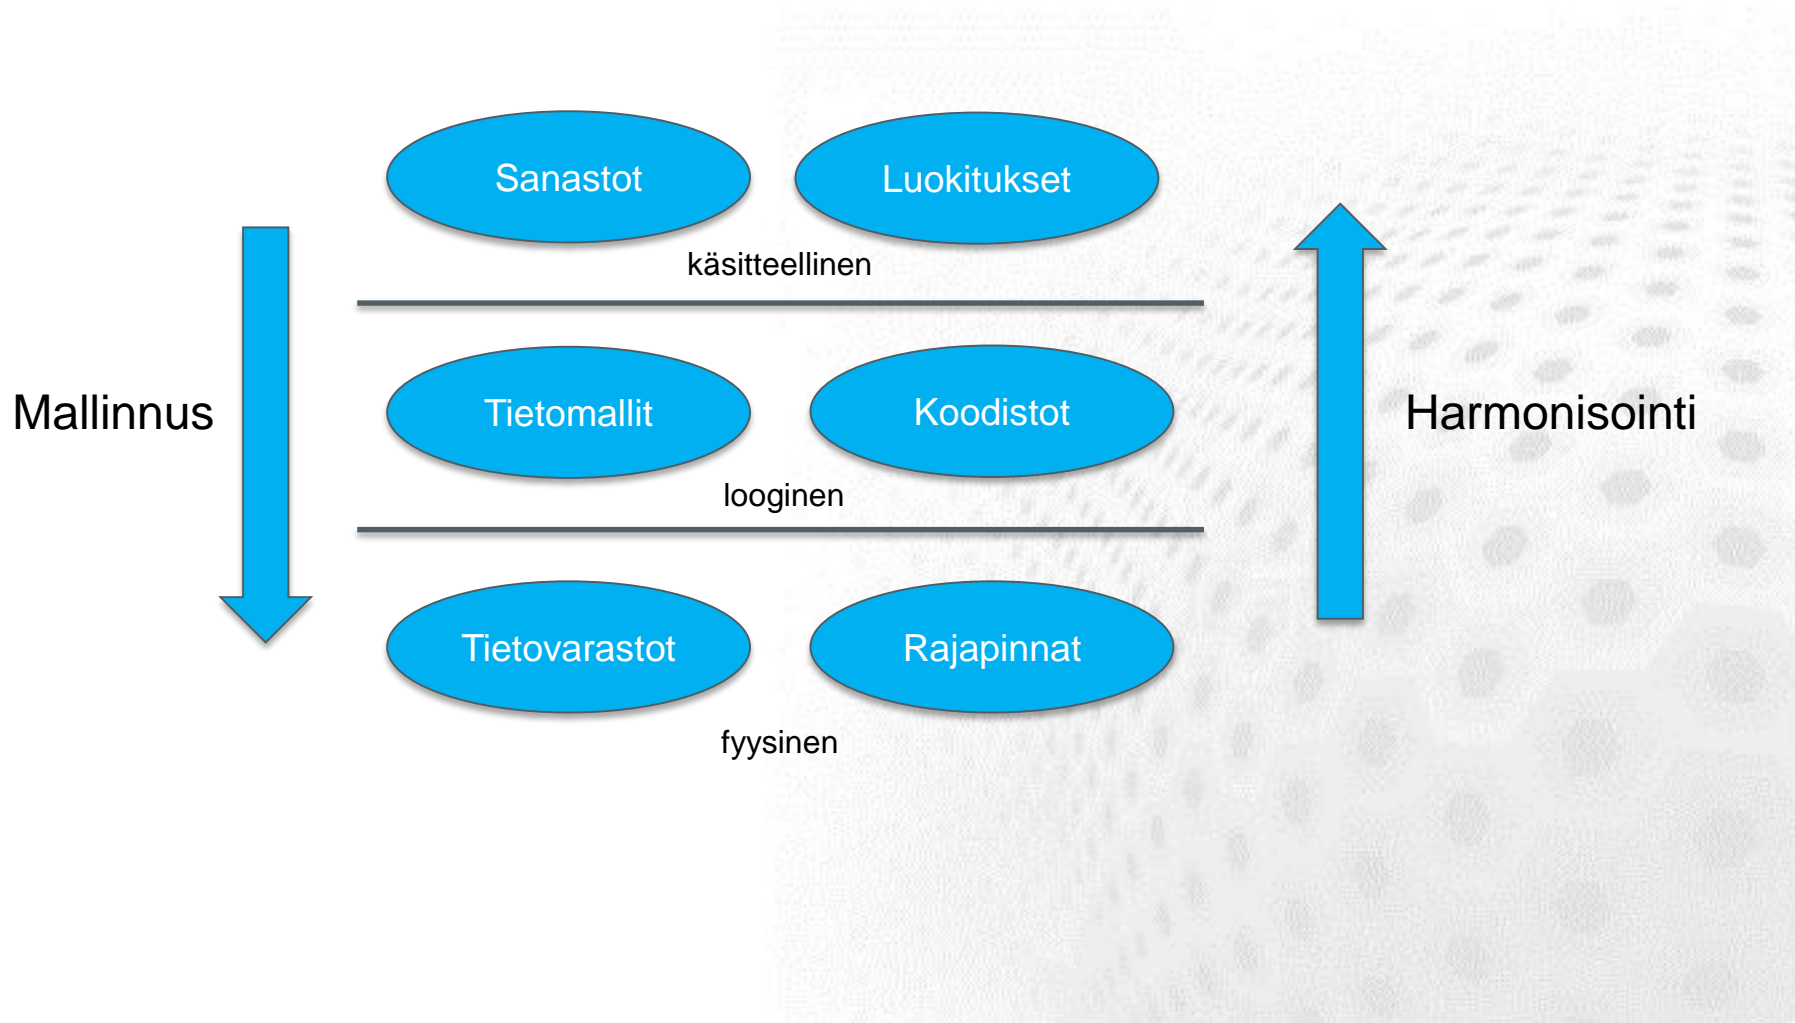 Sanastot
Luokitukset
käsitteellinen
Mallinnus
Tietomallit
Koodistot
Harmonisointi
looginen
Tietovarastot
Rajapinnat
fyysinen